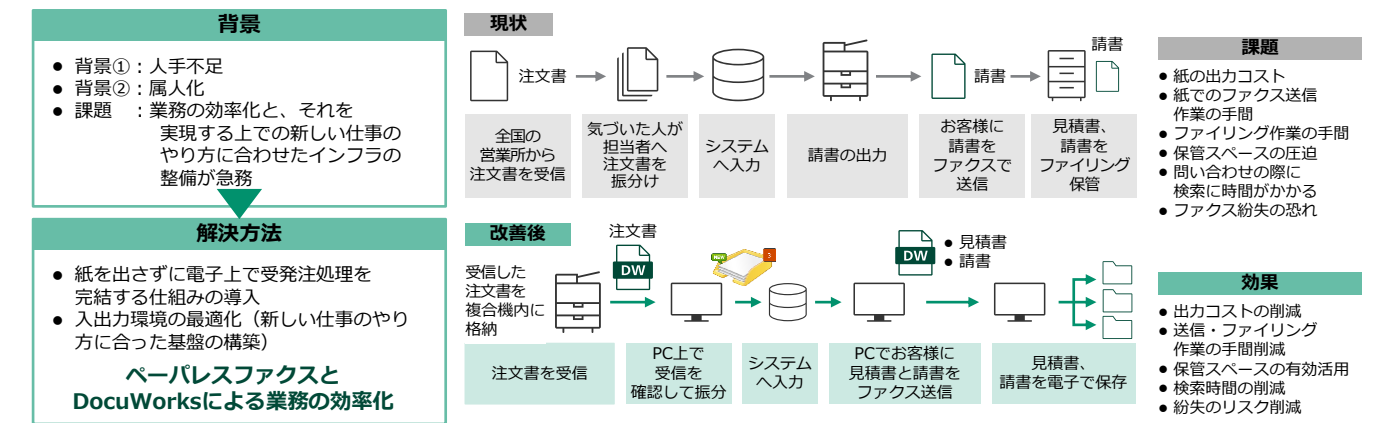 背景
● 背景①：人手不足
● 背景②：属人化
● 課題　：業務の効率化と、それを
実現する上での新しい仕事の
やり方に合わせたインフラの
整備が急務
解決方法
● 紙を出さずに電子上で受発注処理を
完結する仕組みの導入
● 入出力環境の最適化（新しい仕事のやり
方に合った基盤の構築）
ペーパレスファクスと
DocuWorksによる業務の効率化
現状
注文書
請書
請書
全国の
営業所から
注文書を受信
気づいた人が
担当者へ
注文書を
振分け
システム
へ入力
請書の出力
お客様に
請書を
ファクスで
送信
見積書、
請書を
ファイリング
保管
課題
● 紙の出力コスト
● 紙でのファクス送信
作業の手間
● ファイリング作業の手間
● 保管スペースの圧迫
● 問い合わせの際に
検索に時間がかかる
● ファクス紛失の恐れ
改善後
注文書
受信した
注文書を
複合機内に
格納
DW
NEW
3
DW
● 見積書
● 請書
注文書を受信
PC上で
受信を
確認して振分
システム
へ入力
PCでお客様に
見積書と請書を
ファクス送信
見積書、
請書を電子で保存
効果
● 出力コストの削減
● 送信・ファイリング
作業の手間削減
● 保管スペースの有効活用
● 検索時間の削減
● 紛失のリスク削減